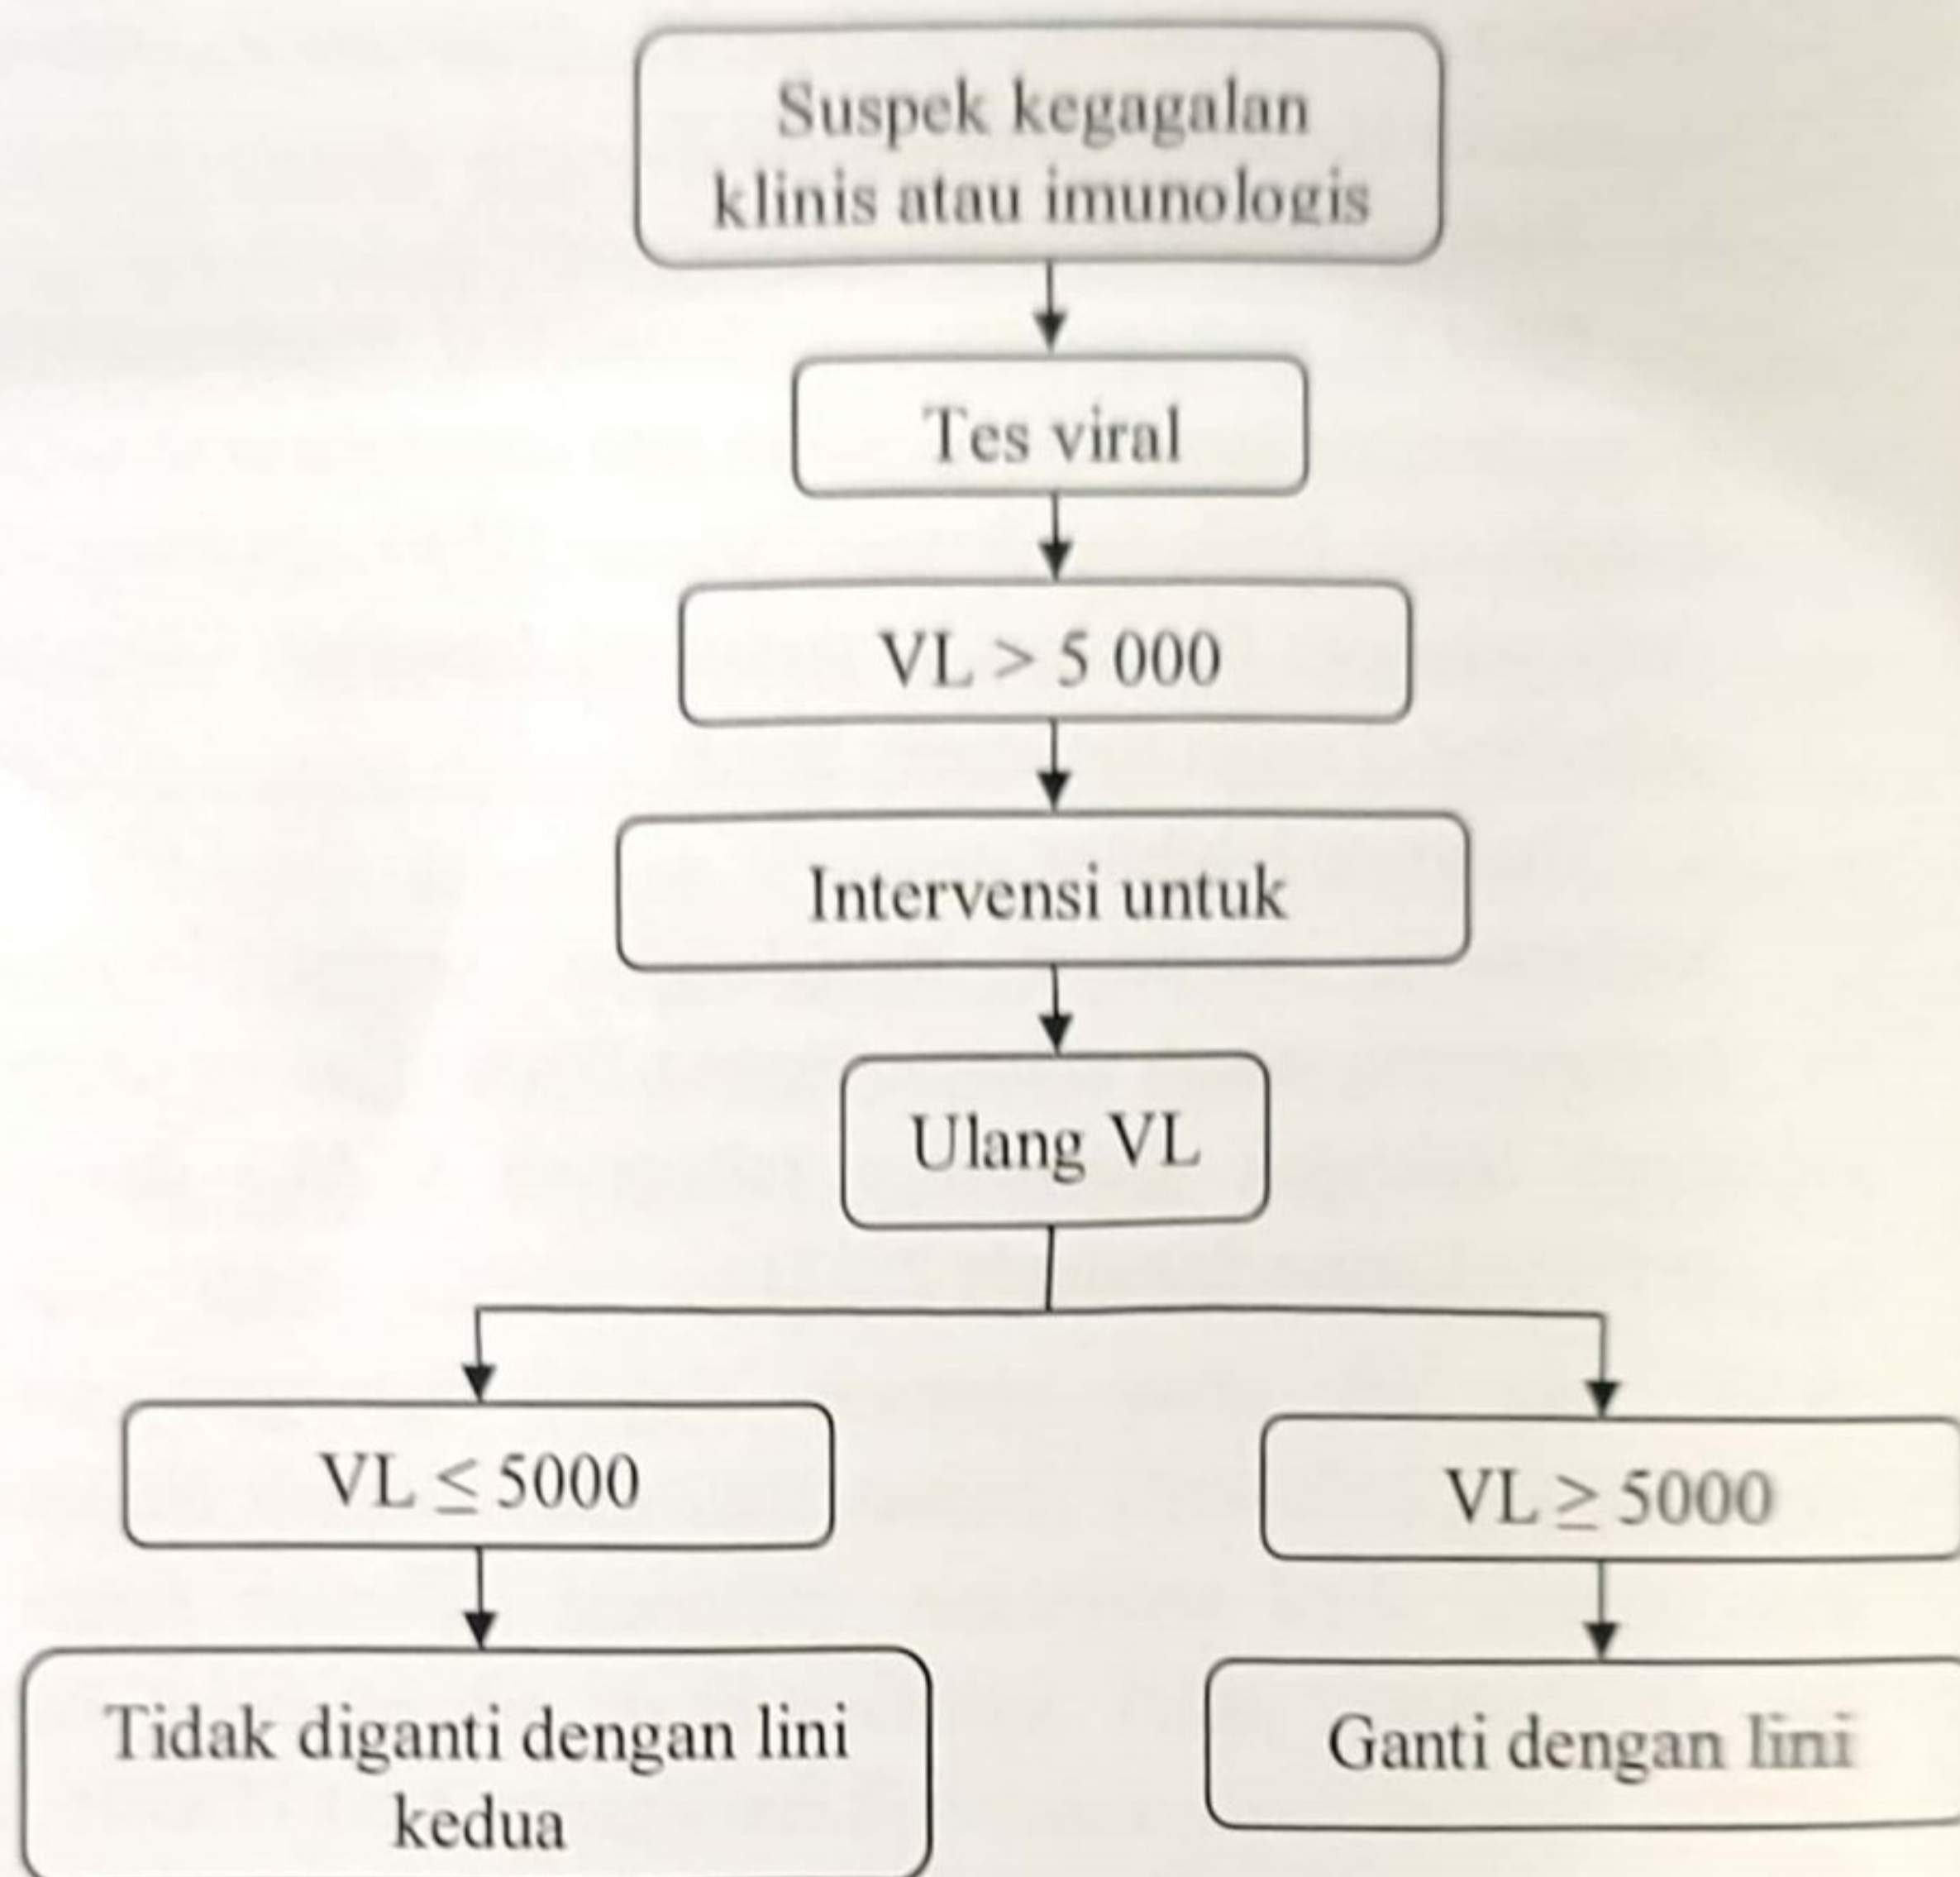 Suspek kegagalan
klinis atau imunologis
Tes viral
VL > 5 000
Intervensi untuk
Ulang VL
VL ≤ 5000
VL ≥ 5000
Tidak diganti dengan lini
kedua
Ganti dengan lini